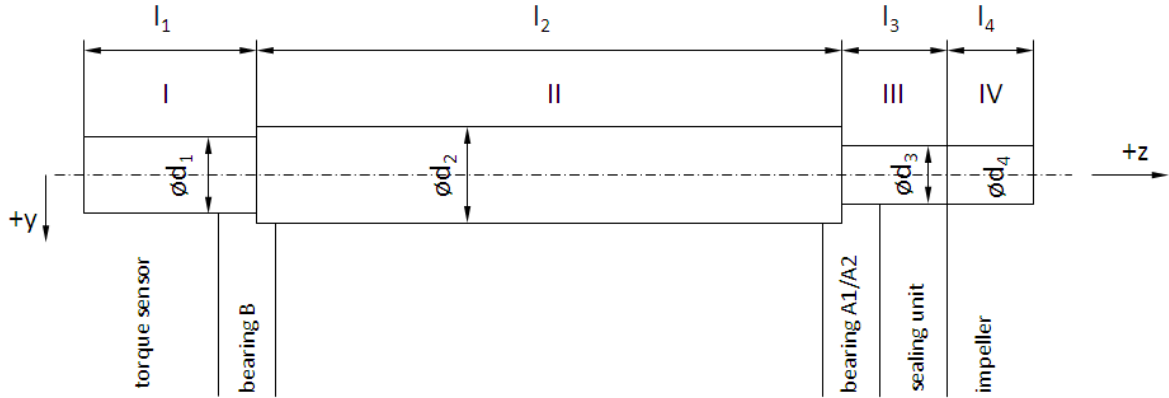 l₁
l₂
l₃
l₄
I
II
III
IV
ød₁
ød₂
ød₃
ød₄
+z
+y
torque sensor
bearing B
bearing A1/A2
sealing unit
impeller